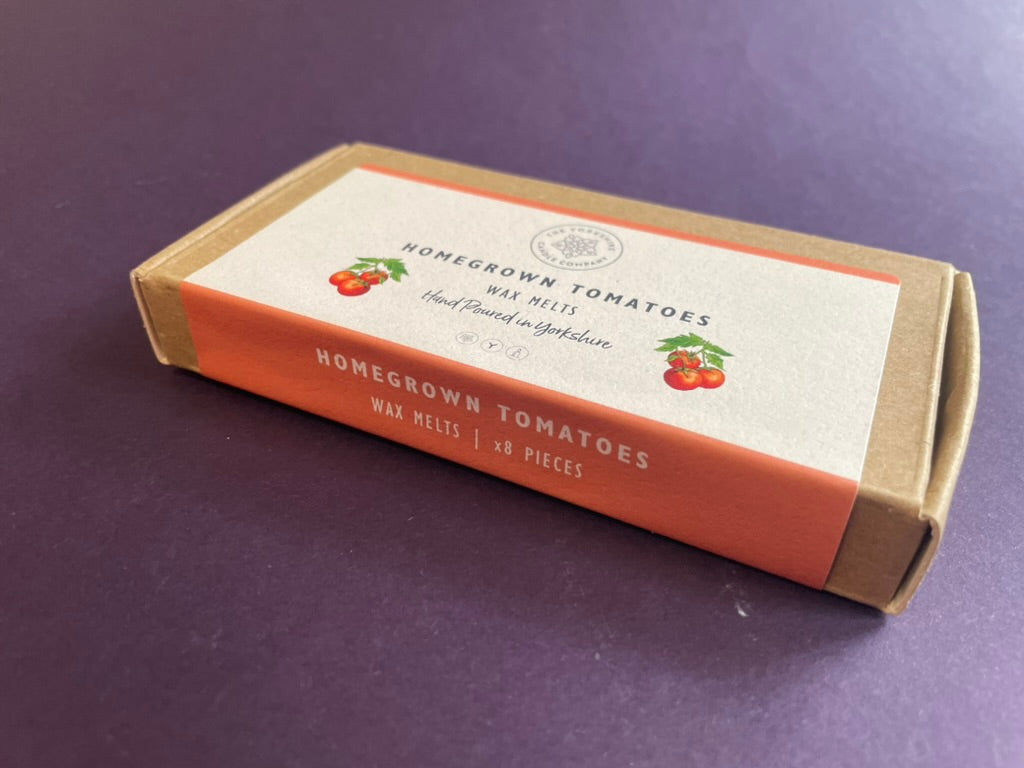 THE YORKSHIRE
CANDLE COMPANY
HOMEGROWN TOMATOES
WAX MELTS
Hand Poured in Yorkshire
Y
HOMEGROWN TOMATOES
WAX MELTS | x8 PIECES